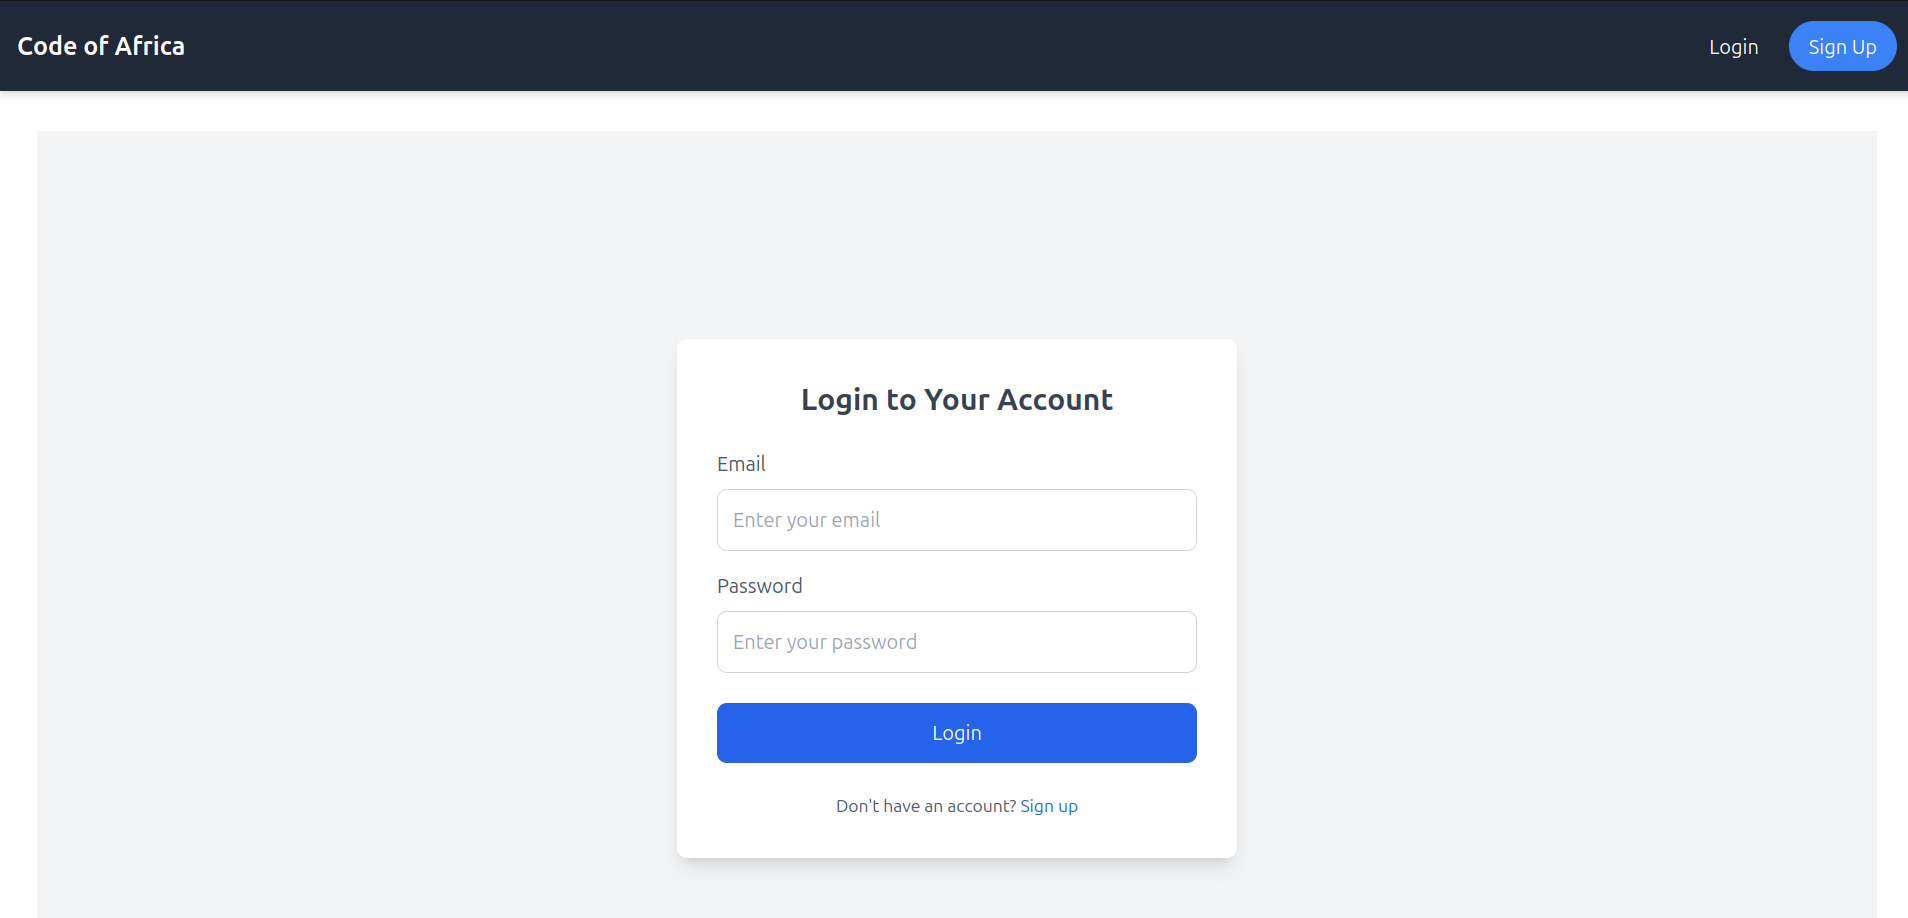 Code of Africa
Login
Sign Up
Login to Your Account
Email
Enter your email
Password
Enter your password
Login
Don't have an account? Sign up